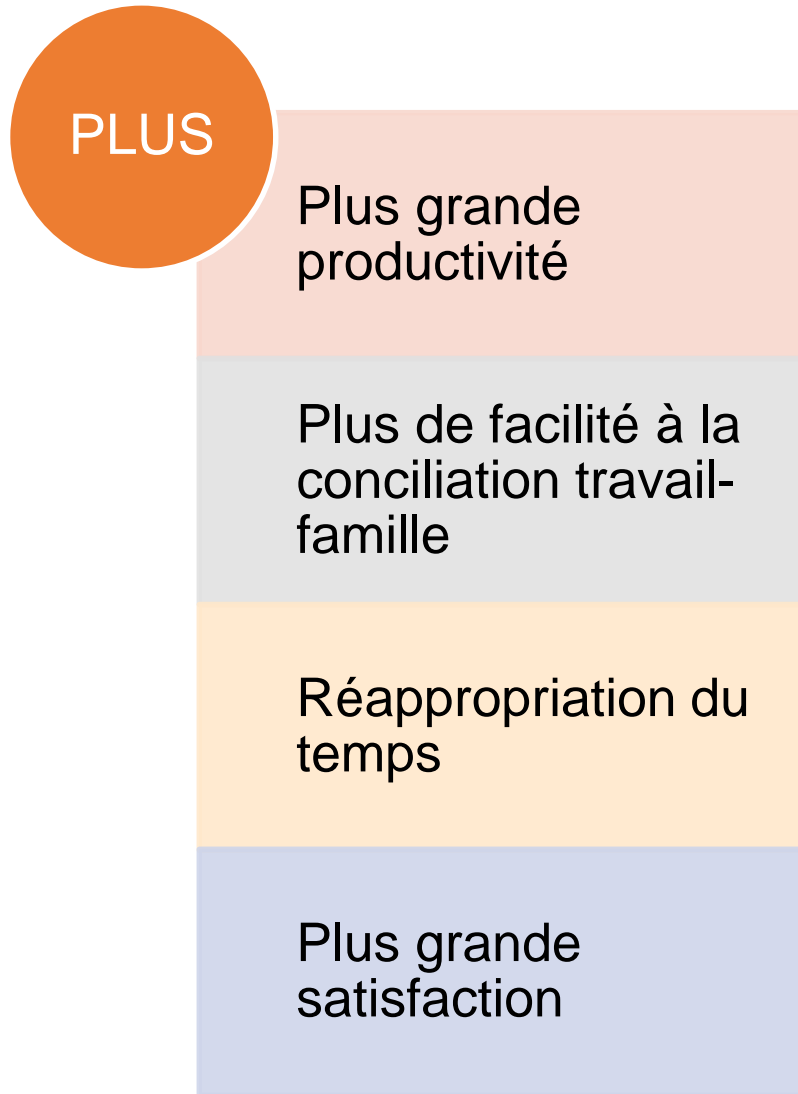 PLUS
Plus grande
productivité
Plus de facilité à la
conciliation travail-
famille
Réappropriation du
temps
Plus grande
satisfaction